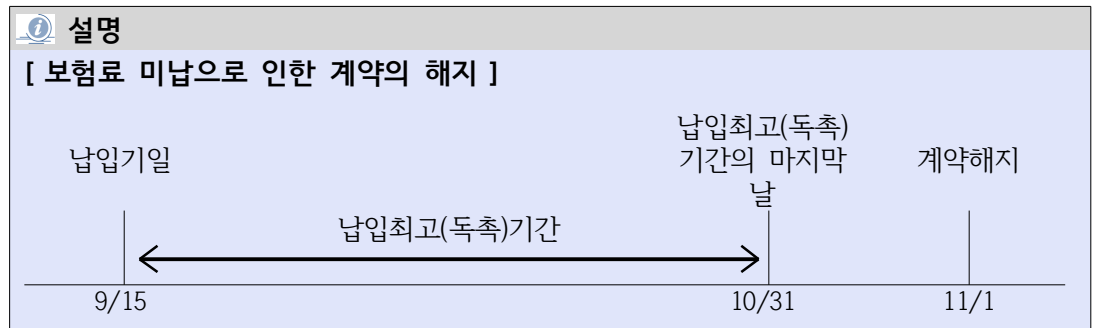 설명
[ 보험료 미납으로 인한 계약의 해지 ]
납입기일
납입최고(독촉)
기간의 마지막
날
계약해지
납입최고(독촉)기간
9/15
10/31
11/1